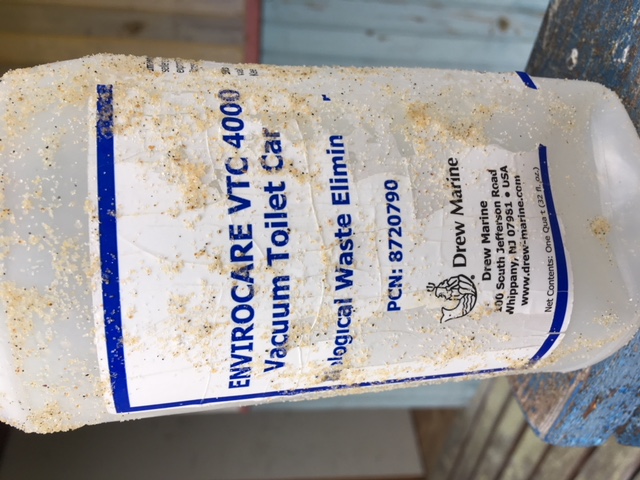 ENVIROCARE VTC 4000
Vacuum Toilet Car
logical Waste Elimin
PCN: 8720790
Drew Marine
Drew Marine
100 South Jefferson Road
Whippany, NJ 07981 • USA
www.drew-marine.com
Net Contents: One Quart (32 fl.oz.)